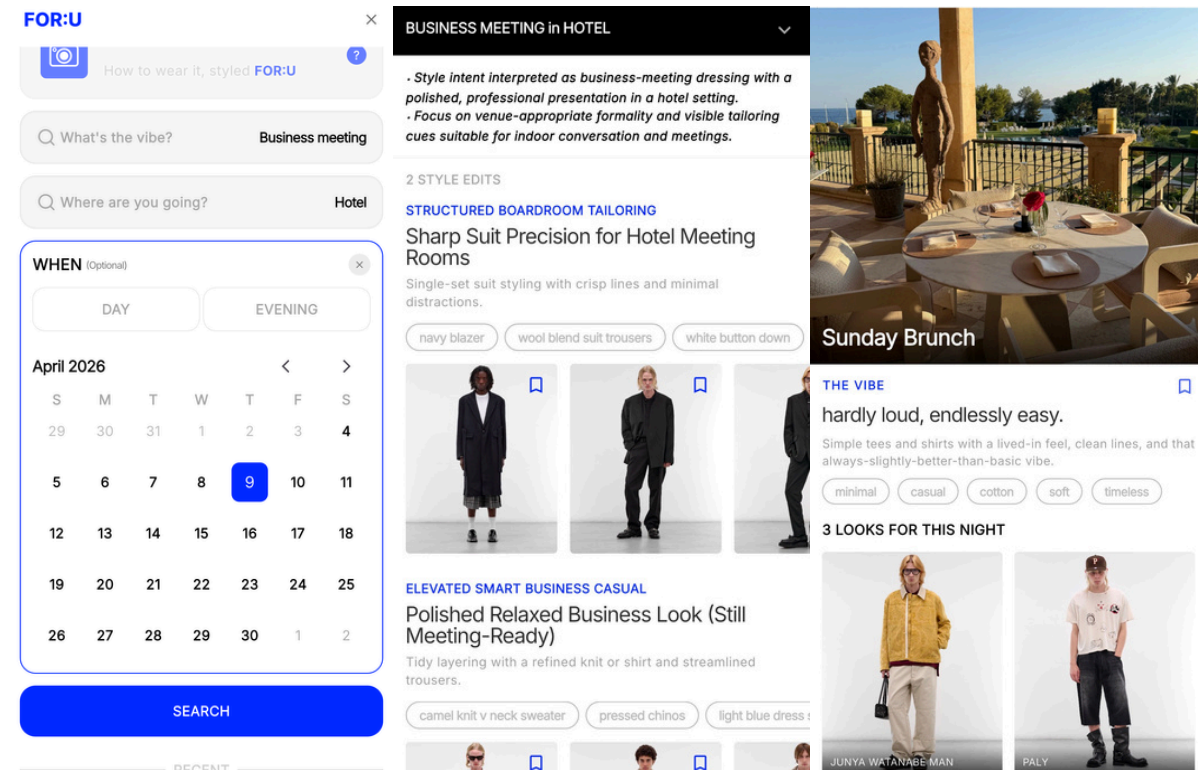 FOR:U
How to wear it, styled FOR:U
?
What's the vibe?
Business meeting
Where are you going?
Hotel
WHEN (Optional)
DAY
EVENING
April 2026
S M T W T F S
29 30 31 1 2 3 4
5 6 7 8 9 10 11
12 13 14 15 16 17 18
19 20 21 22 23 24 25
26 27 28 29 30 1 2
SEARCH
RECENT
BUSINESS MEETING in HOTEL
• Style intent interpreted as business-meeting dressing with a
polished, professional presentation in a hotel setting.
• Focus on venue-appropriate formality and visible tailoring
cues suitable for indoor conversation and meetings.
2 STYLE EDITS
STRUCTURED BOARDROOM TAILORING
Sharp Suit Precision for Hotel Meeting
Rooms
Single-set suit styling with crisp lines and minimal
distractions.
navy blazer
wool blend suit trousers
white button down
ELEVATED SMART BUSINESS CASUAL
Polished Relaxed Business Look (Still
Meeting-Ready)
Tidy layering with a refined knit or shirt and streamlined
trousers.
camel knit v neck sweater
pressed chinos
light blue dress
Sunday Brunch
THE VIBE
hardly loud, endlessly easy.
Simple tees and shirts with a lived-in feel, clean lines, and that
always-slightly-better-than-basic vibe.
minimal
casual
cotton
soft
timeless
3 LOOKS FOR THIS NIGHT
JUNYA WATANABE MAN
PALY